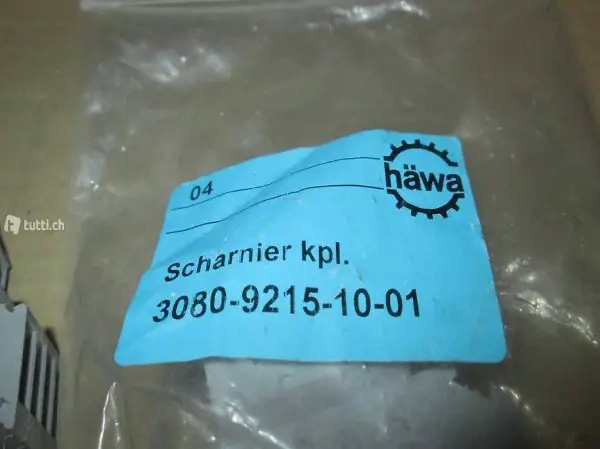 04
häwa
Scharnier kpl.
3080-9215-10-01
tutti.ch